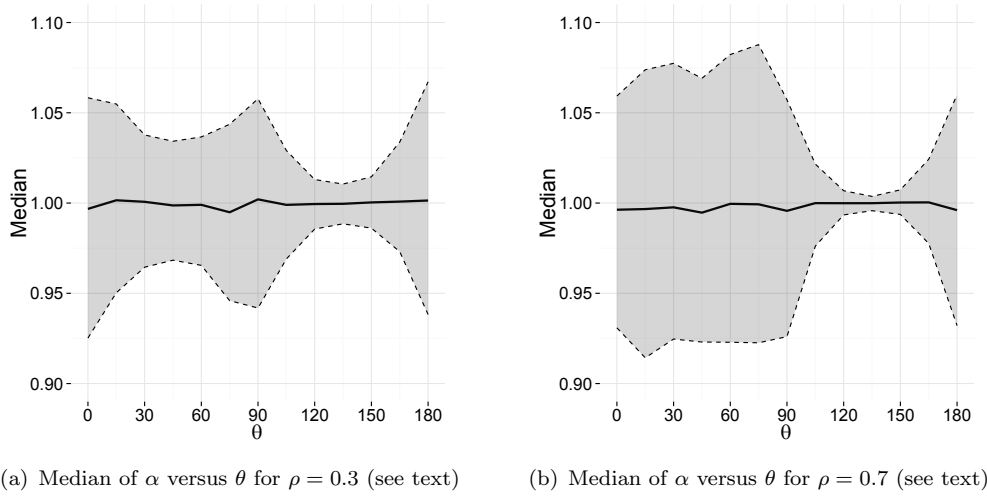 1.10
1.05
1.00
0.95
0.90
Median
0 30 60 90 120 150 180
θ
(a) Median of α versus θ for ρ = 0.3 (see text)
1.10
1.05
1.00
0.95
0.90
Median
0 30 60 90 120 150 180
θ
(b) Median of α versus θ for ρ = 0.7 (see text)